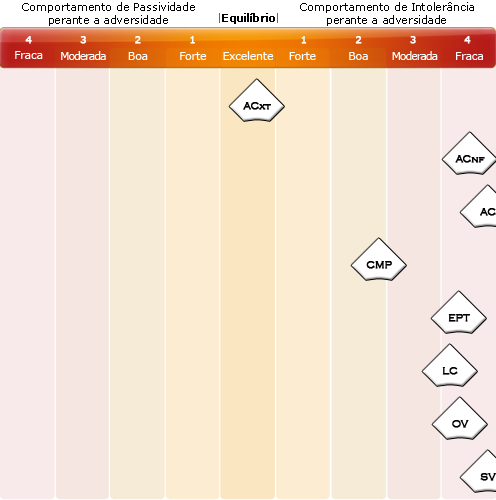 Comportamento de Passividade
perante a adversidade
|Equilíbrio|
Comportamento de Intolerância
perante a adversidade
4 3 2 1 1 2 3 4
Fraca Moderada Boa Forte Excelente Forte Boa Moderada Fraca
ACxt
ACnf
AC
CMP
EPT
LC
OV
SV